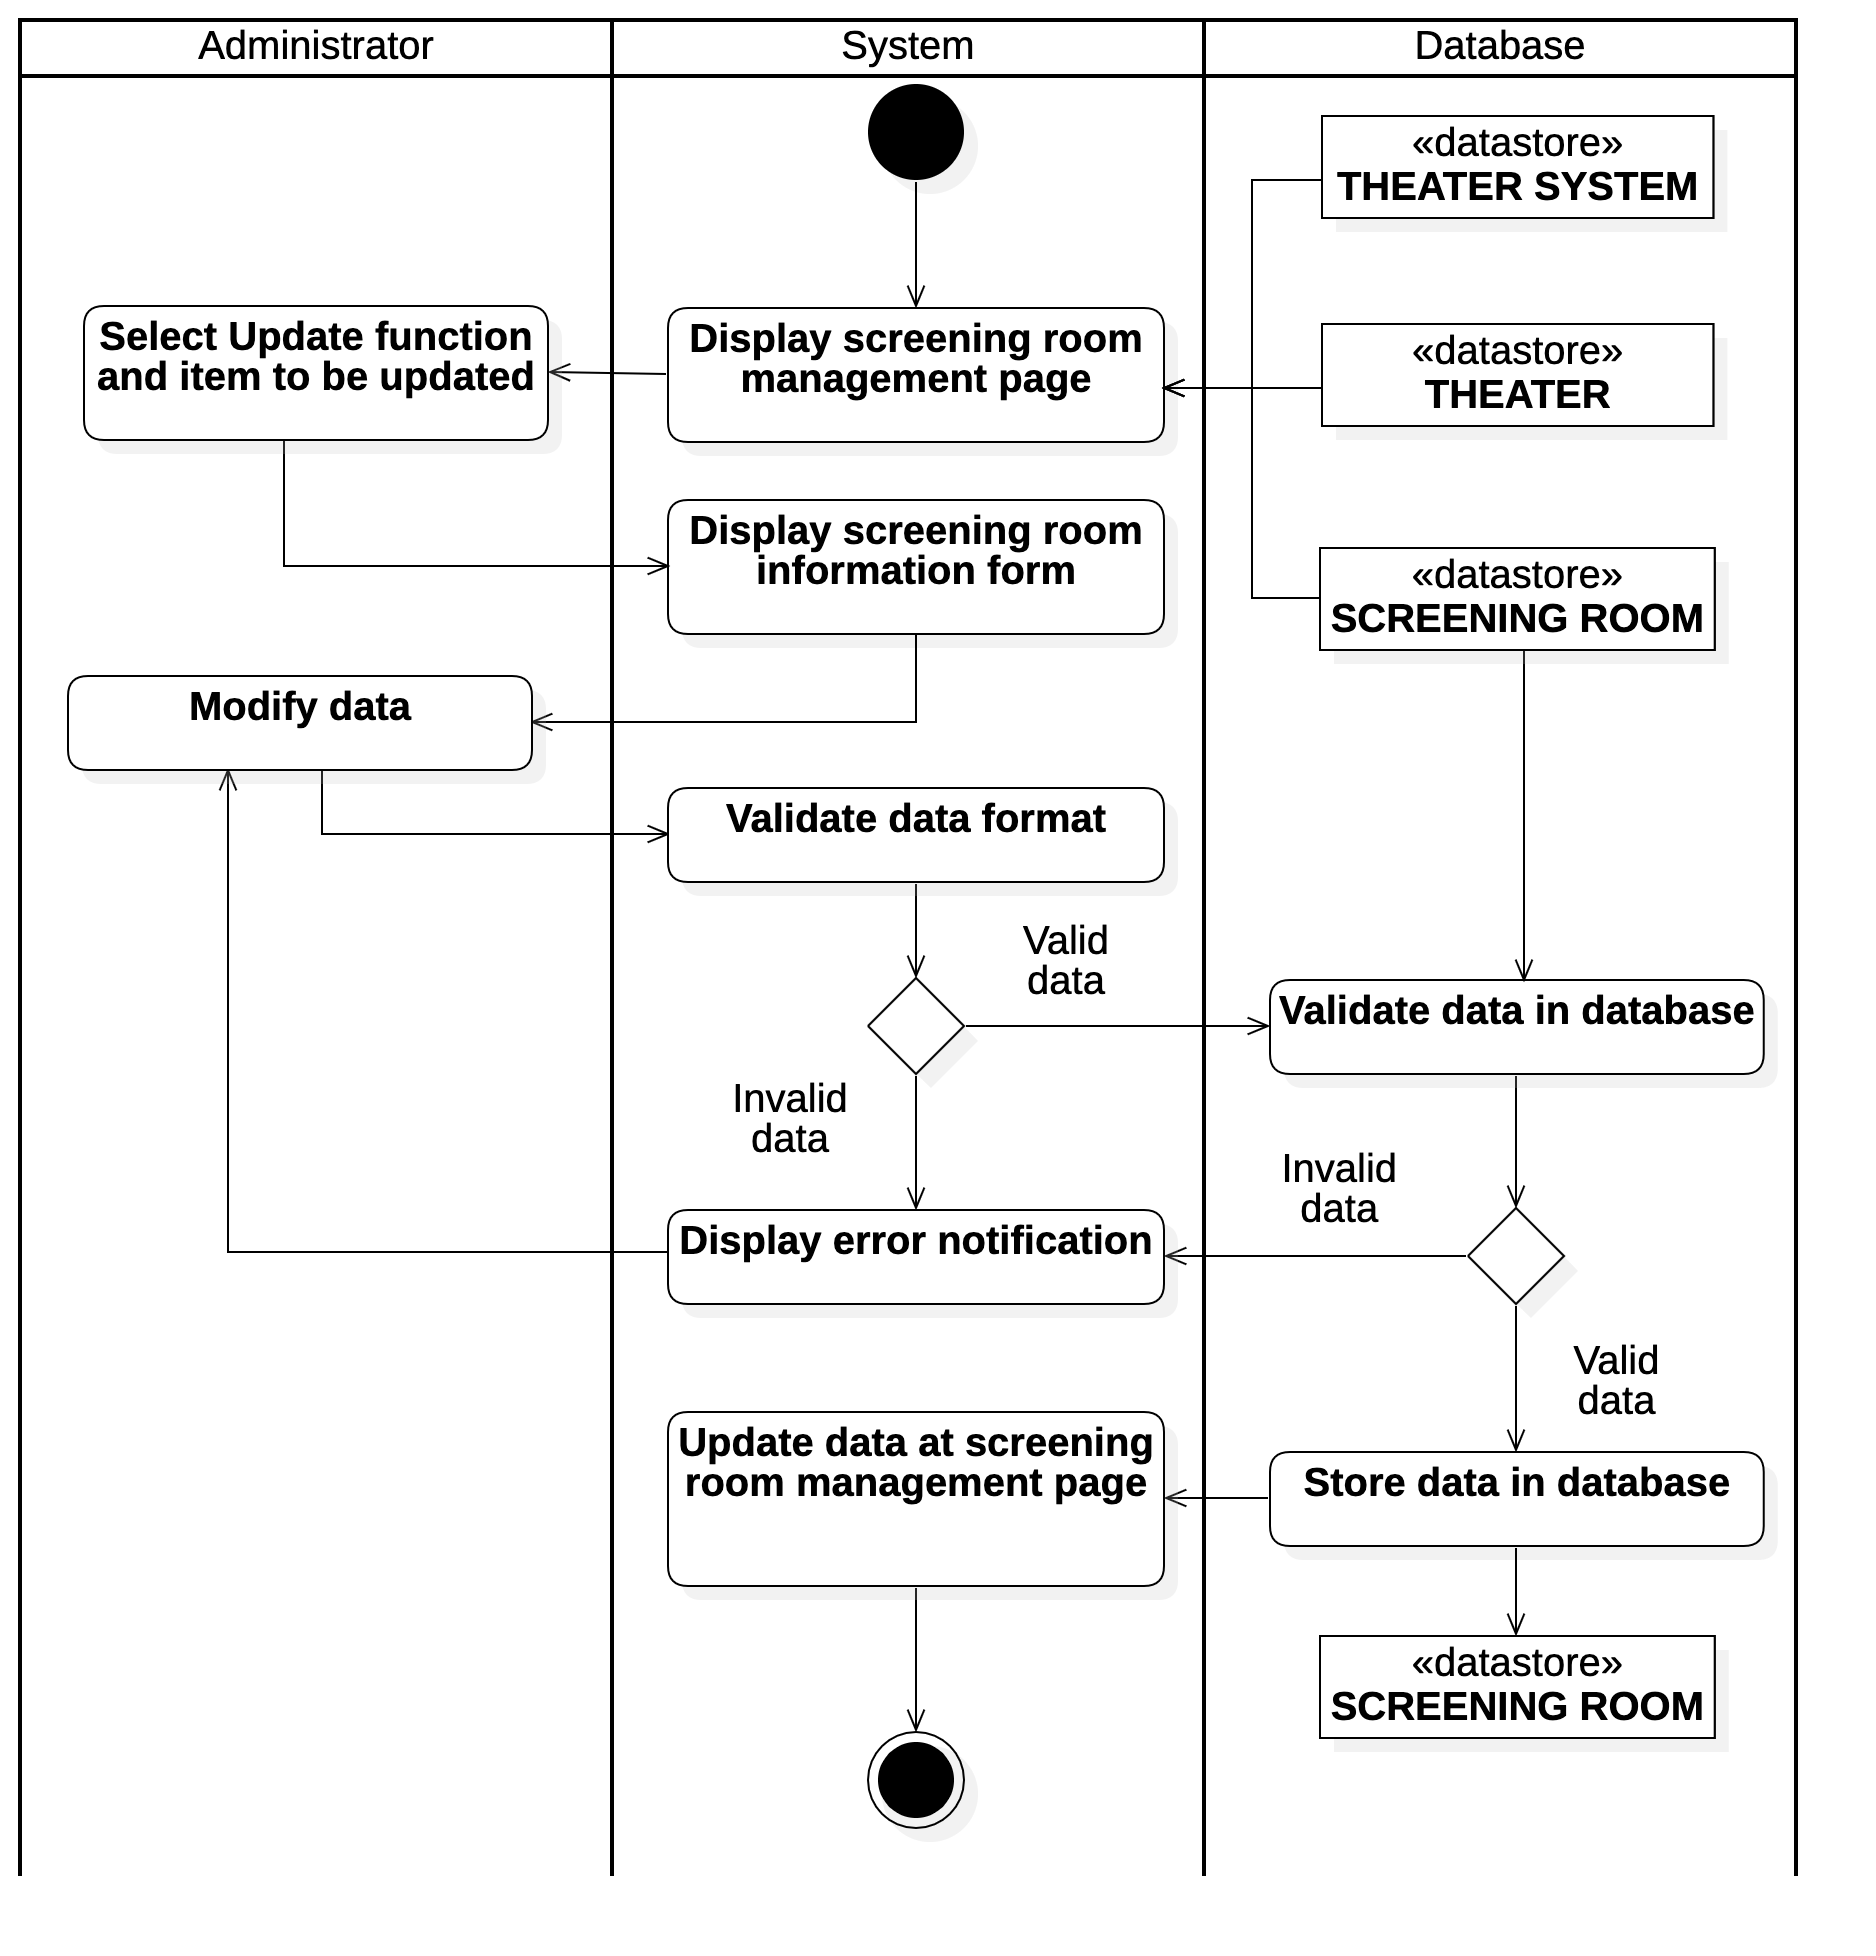 Administrator
System
Database
«datastore»
THEATER SYSTEM
Select Update function
and item to be updated
Display screening room
management page
«datastore»
THEATER
Display screening room
information form
«datastore»
SCREENING ROOM
Modify data
Validate data format
Valid
data
Validate data in database
Invalid
data
Invalid
data
Display error notification
Valid
data
Update data at screening
room management page
Store data in database
«datastore»
SCREENING ROOM